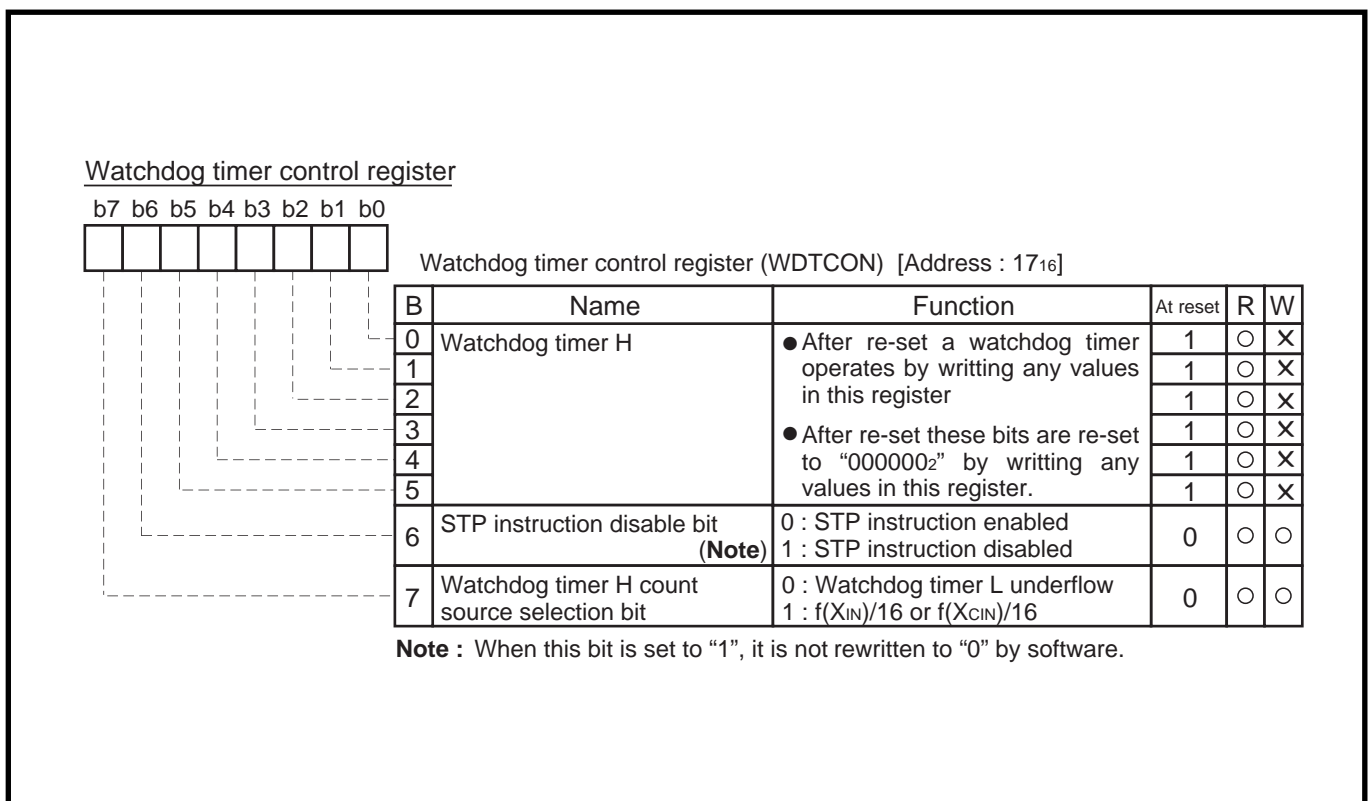 Watchdog timer control register
b7 b6 b5 b4 b3 b2 b1 b0
Watchdog timer control register (WDTCON) [Address : 1716]
B Name Function At reset R W
0 Watchdog timer H ● After re-set a watchdog timer 1 ○ ×
1 operates by writting any values 1 ○ ×
2 in this register 1 ○ ×
3 ● After re-set these bits are re-set 1 ○ ×
4 to “0000002” by writting any 1 ○ ×
5 values in this register. 1 ○ ×
6 STP instruction disable bit 0 : STP instruction enabled 0 ○ ○
(Note) 1 : STP instruction disabled
7 Watchdog timer H count 0 : Watchdog timer L underflow 0 ○ ○
source selection bit 1 : f(XIN)/16 or f(XCIN)/16
Note : When this bit is set to “1”, it is not rewritten to “0” by software.